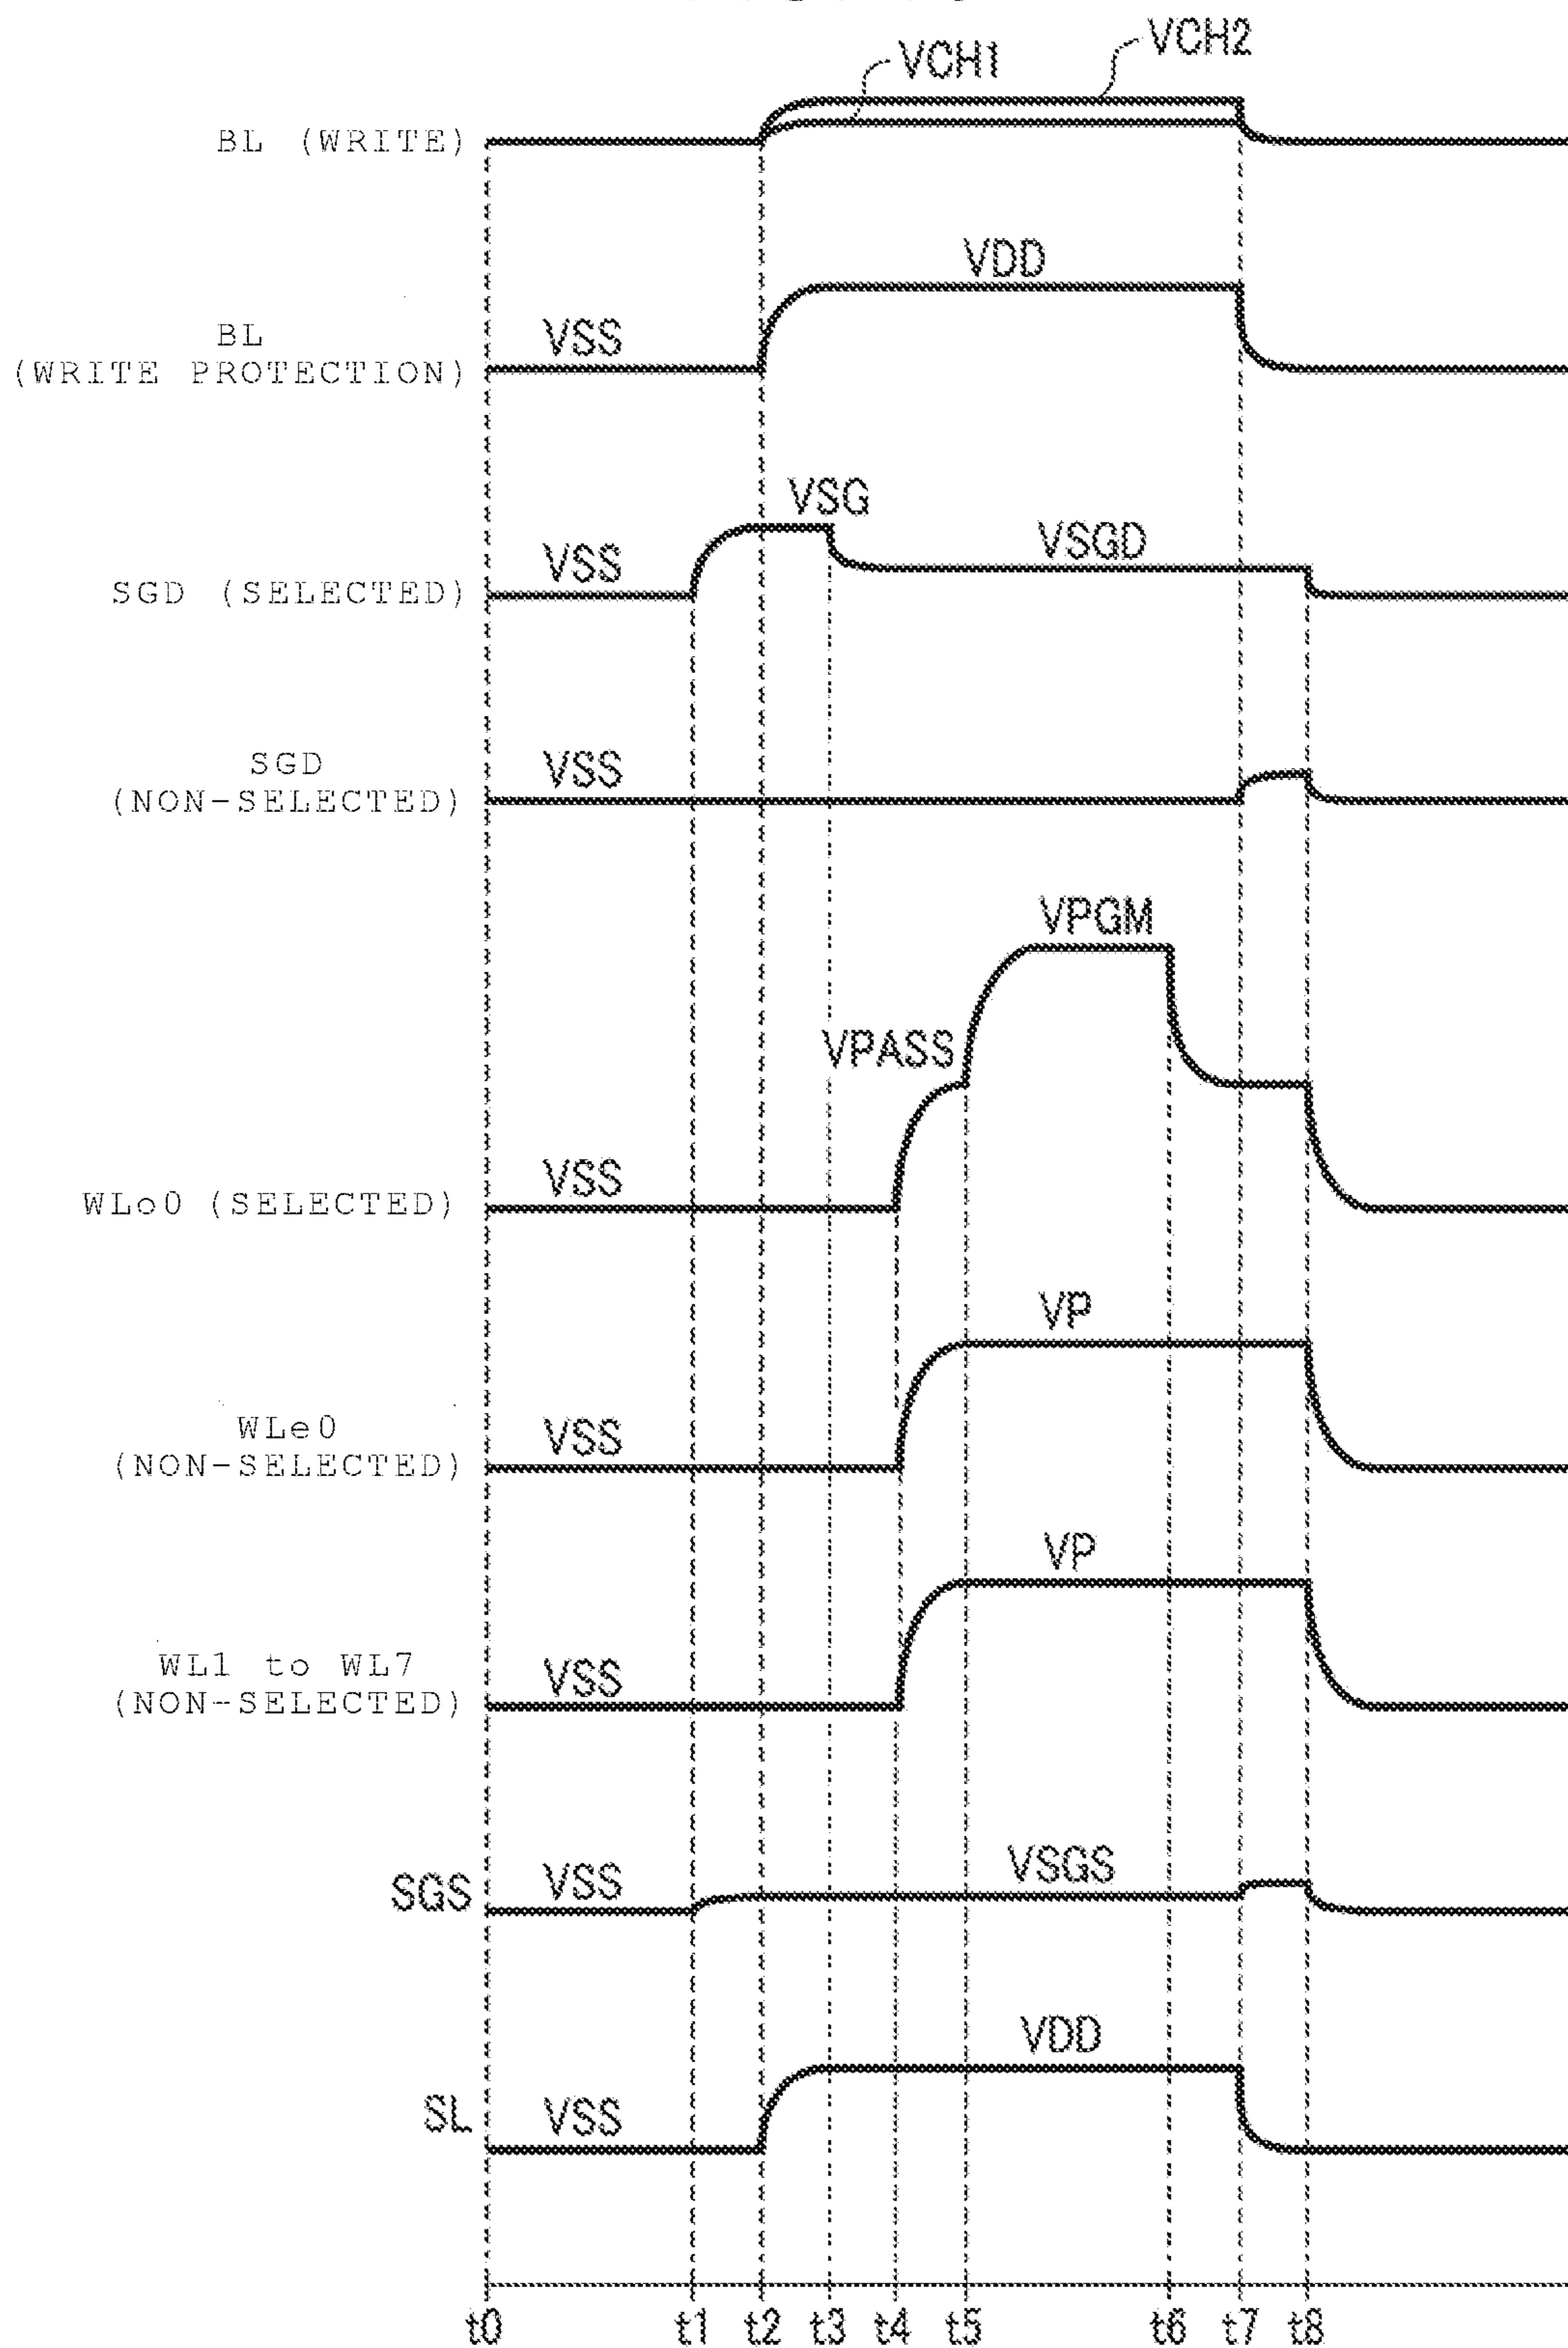 VCH2
VCH1
BL (WRITE)
VDD
BL
(WRITE PROTECTION)
VSS
VSG
VSGD
SGD (SELECTED)
VSS
SGD
(NON-SELECTED)
VSS
VPGM
VPASS
WLo0 (SELECTED)
VSS
VP
WLe0
(NON-SELECTED)
VSS
VP
WL1 to WL7
(NON-SELECTED)
VSS
SGS
VSS
VSGS
VDD
SL
VSS
t0 t1 t2 t3 t4 t5 t6 t7 t8